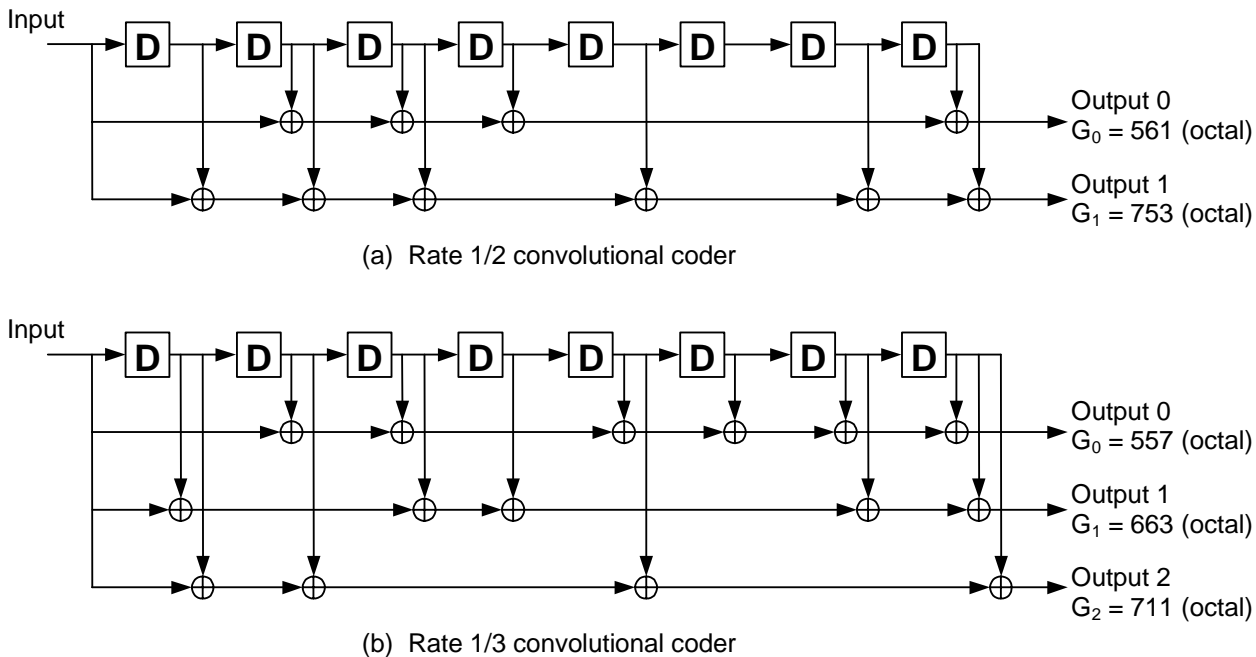 Input
D D D D D D D D
Output 0
G₀ = 561 (octal)
Output 1
G₁ = 753 (octal)
(a) Rate 1/2 convolutional coder
Input
D D D D D D D D
Output 0
G₀ = 557 (octal)
Output 1
G₁ = 663 (octal)
Output 2
G₂ = 711 (octal)
(b) Rate 1/3 convolutional coder